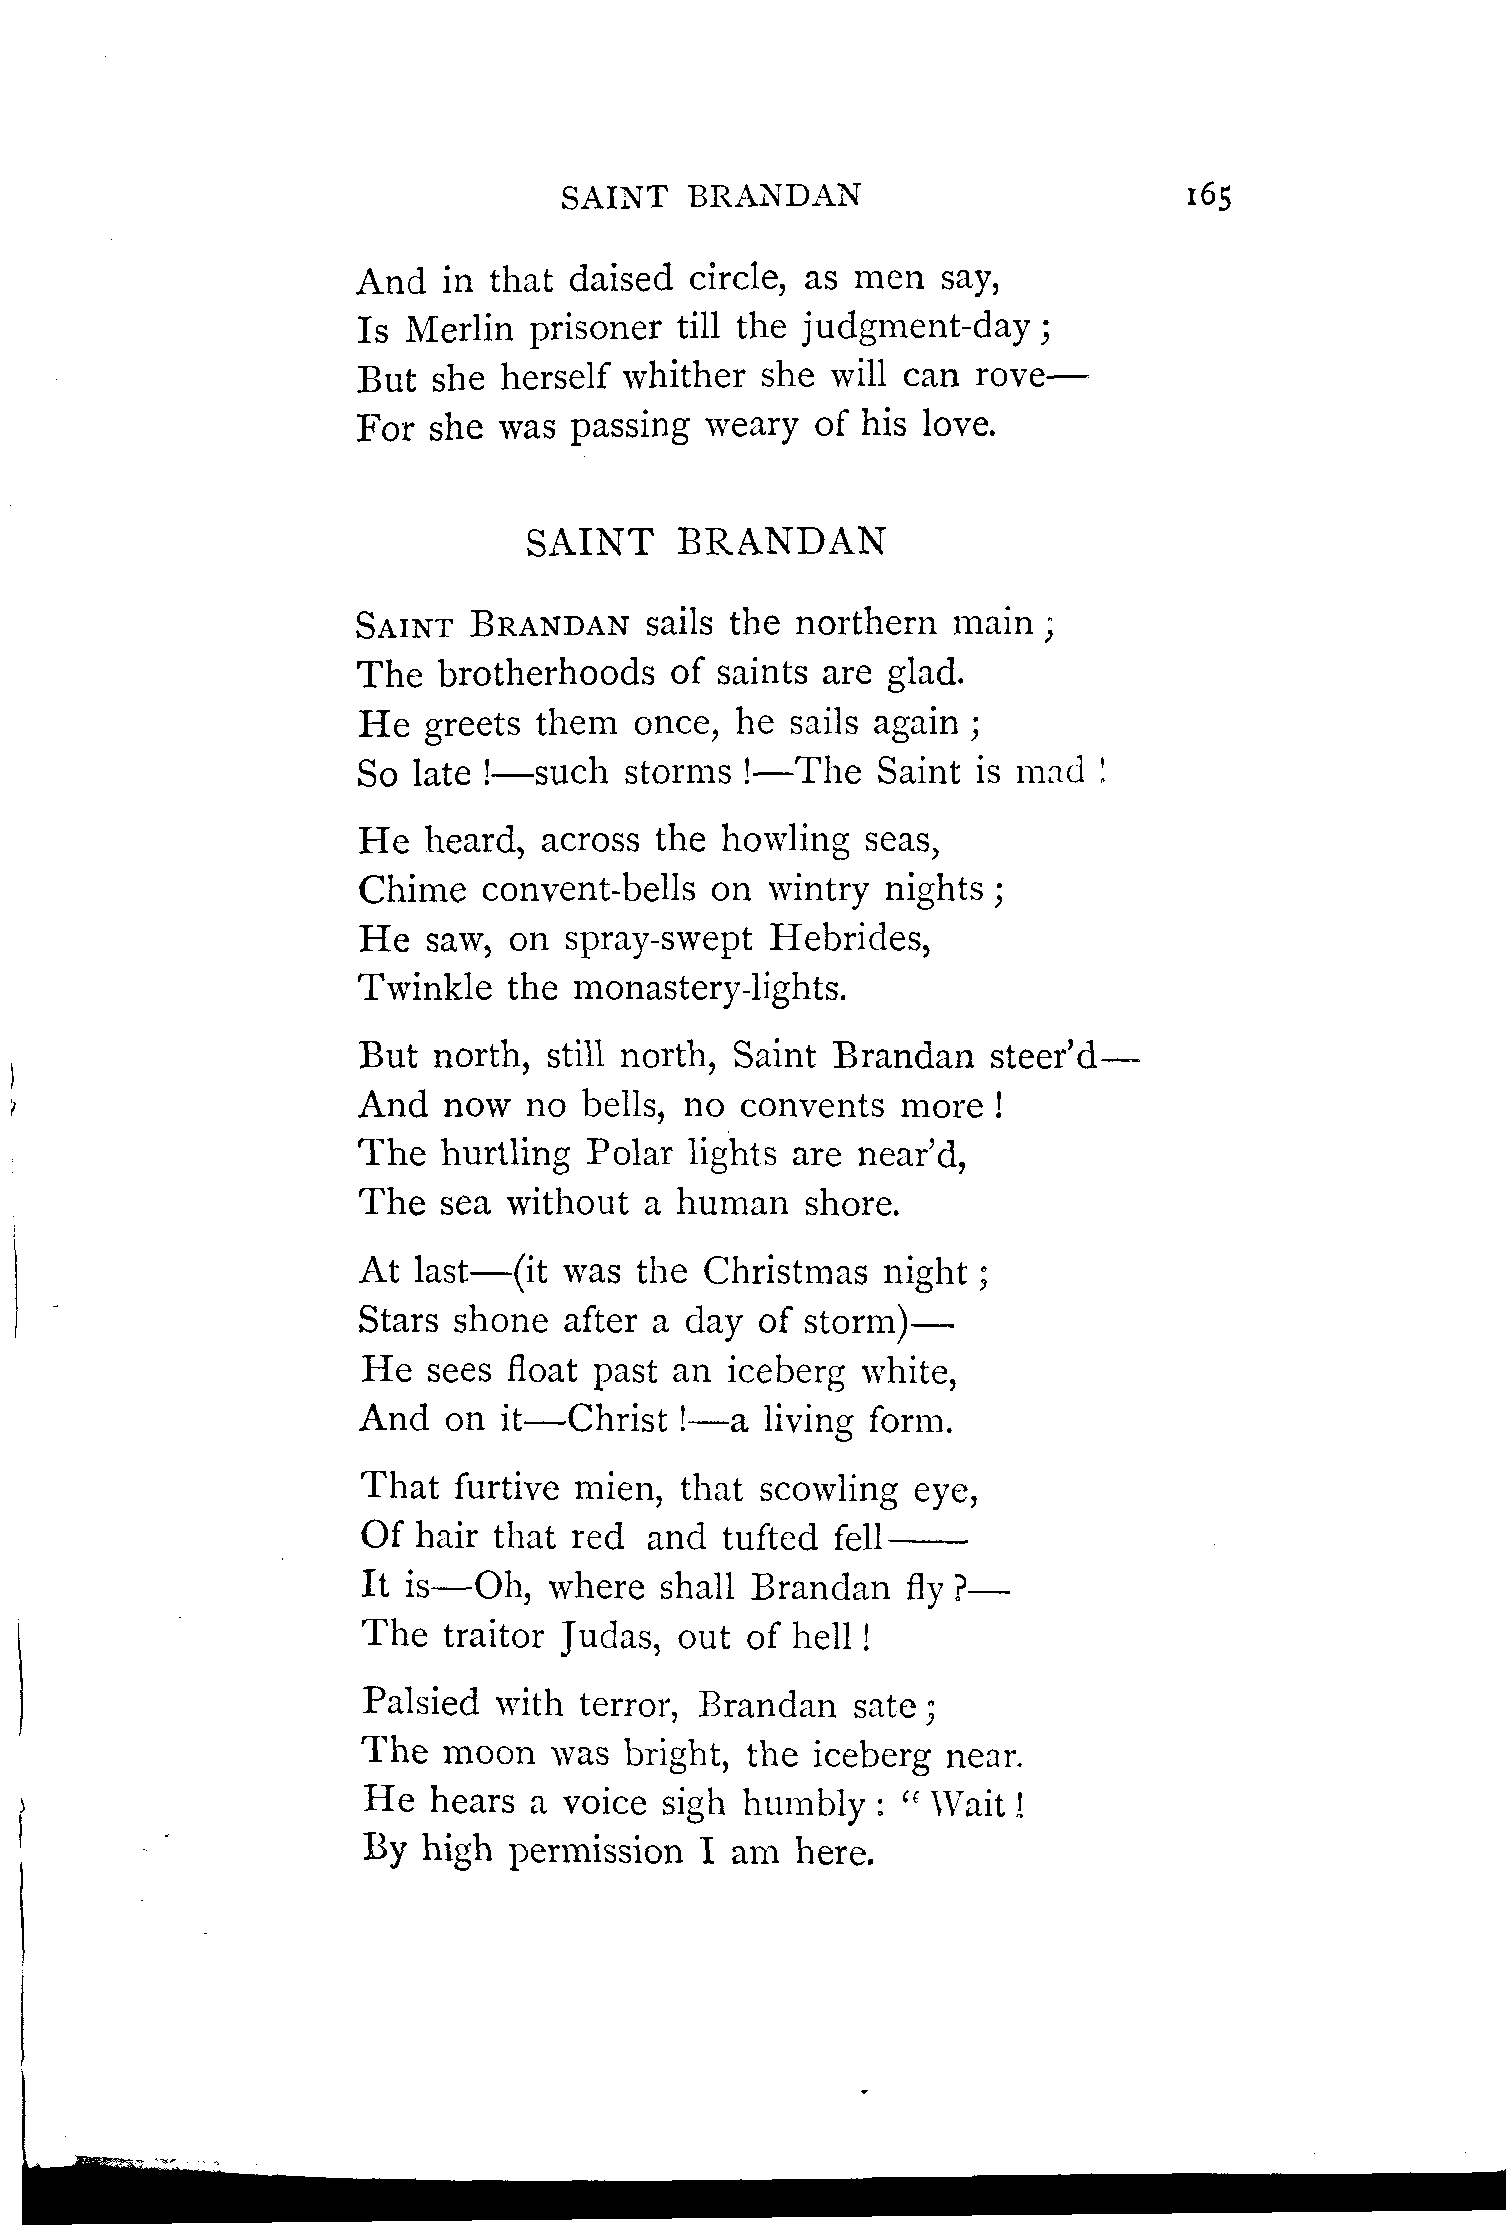 SAINT BRANDAN 165
And in that daised circle, as men say,
Is Merlin prisoner till the judgment-day ;
But she herself whither she will can rove—
For she was passing weary of his love.
SAINT BRANDAN
SAINT BRANDAN sails the northern main ;
The brotherhoods of saints are glad.
He greets them once, he sails again ;
So late !—such storms !—The Saint is mad !
He heard, across the howling seas,
Chime convent-bells on wintry nights ;
He saw, on spray-swept Hebrides,
Twinkle the monastery-lights.
But north, still north, Saint Brandan steer'd—
And now no bells, no convents more !
The hurtling Polar lights are near'd,
The sea without a human shore.
At last—(it was the Christmas night ;
Stars shone after a day of storm)—
He sees float past an iceberg white,
And on it—Christ !—a living form.
That furtive mien, that scowling eye,
Of hair that red and tufted fell——
It is—Oh, where shall Brandan fly ?—
The traitor Judas, out of hell !
Palsied with terror, Brandan sate ;
The moon was bright, the iceberg near.
He hears a voice sigh humbly : “ Wait !
By high permission I am here.